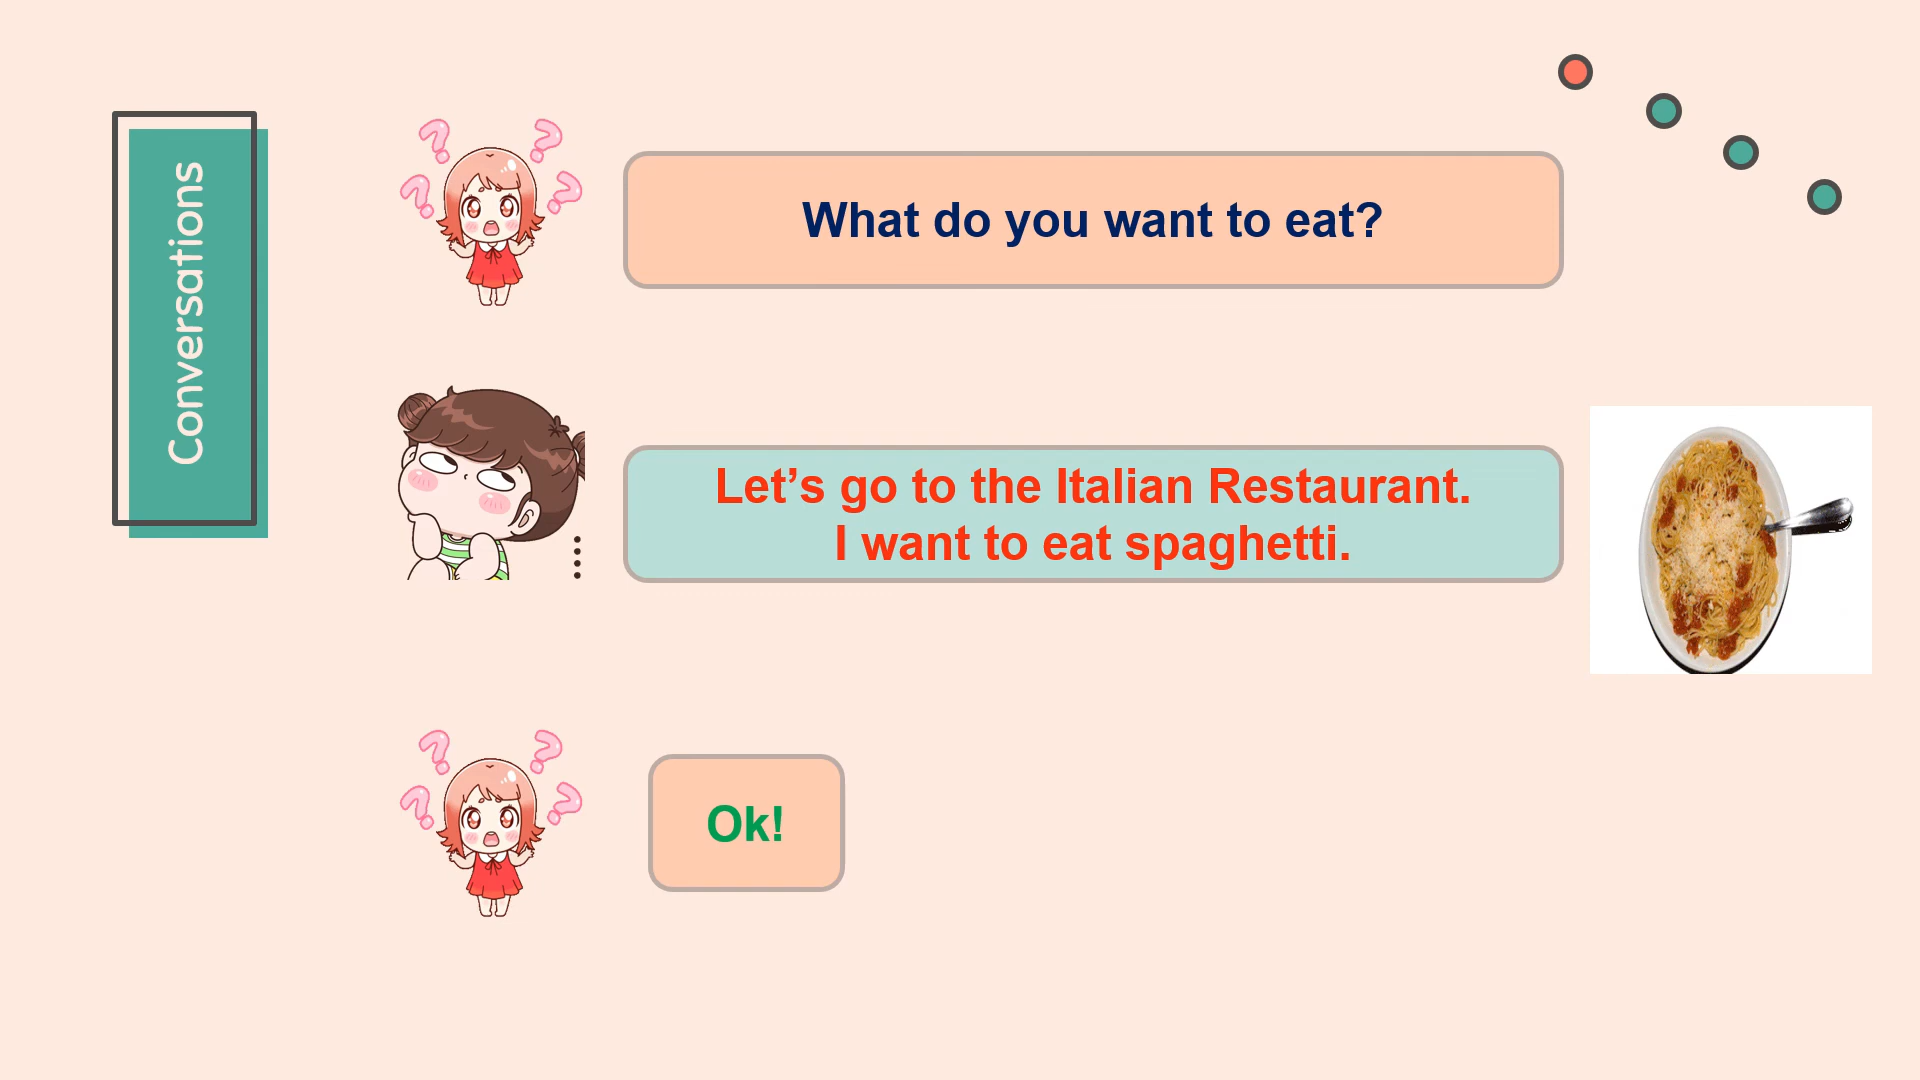 Conversations
What do you want to eat?
Let’s go to the Italian Restaurant.
I want to eat spaghetti.
Ok!